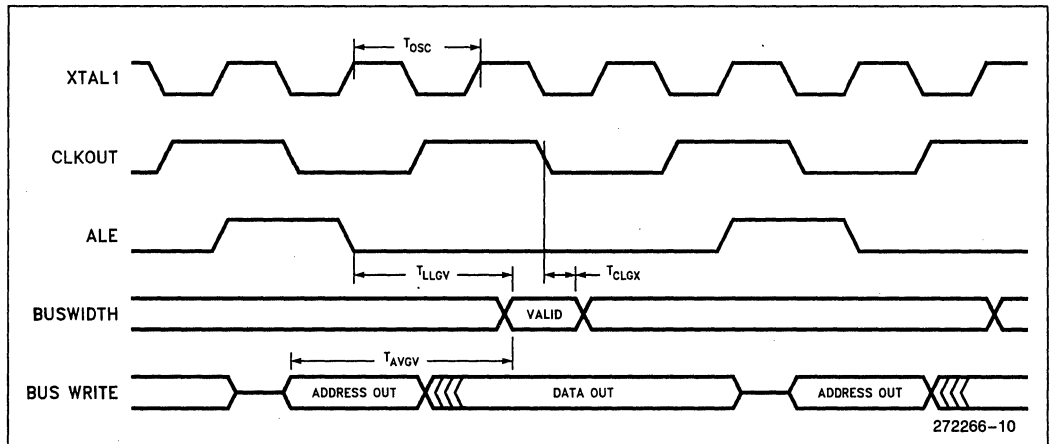 TOSC
XTAL1
CLKOUT
ALE
TLLGV
TCLGX
BUSWIDTH
VALID
TAVGV
BUS WRITE
ADDRESS OUT
DATA OUT
ADDRESS OUT
272266-10